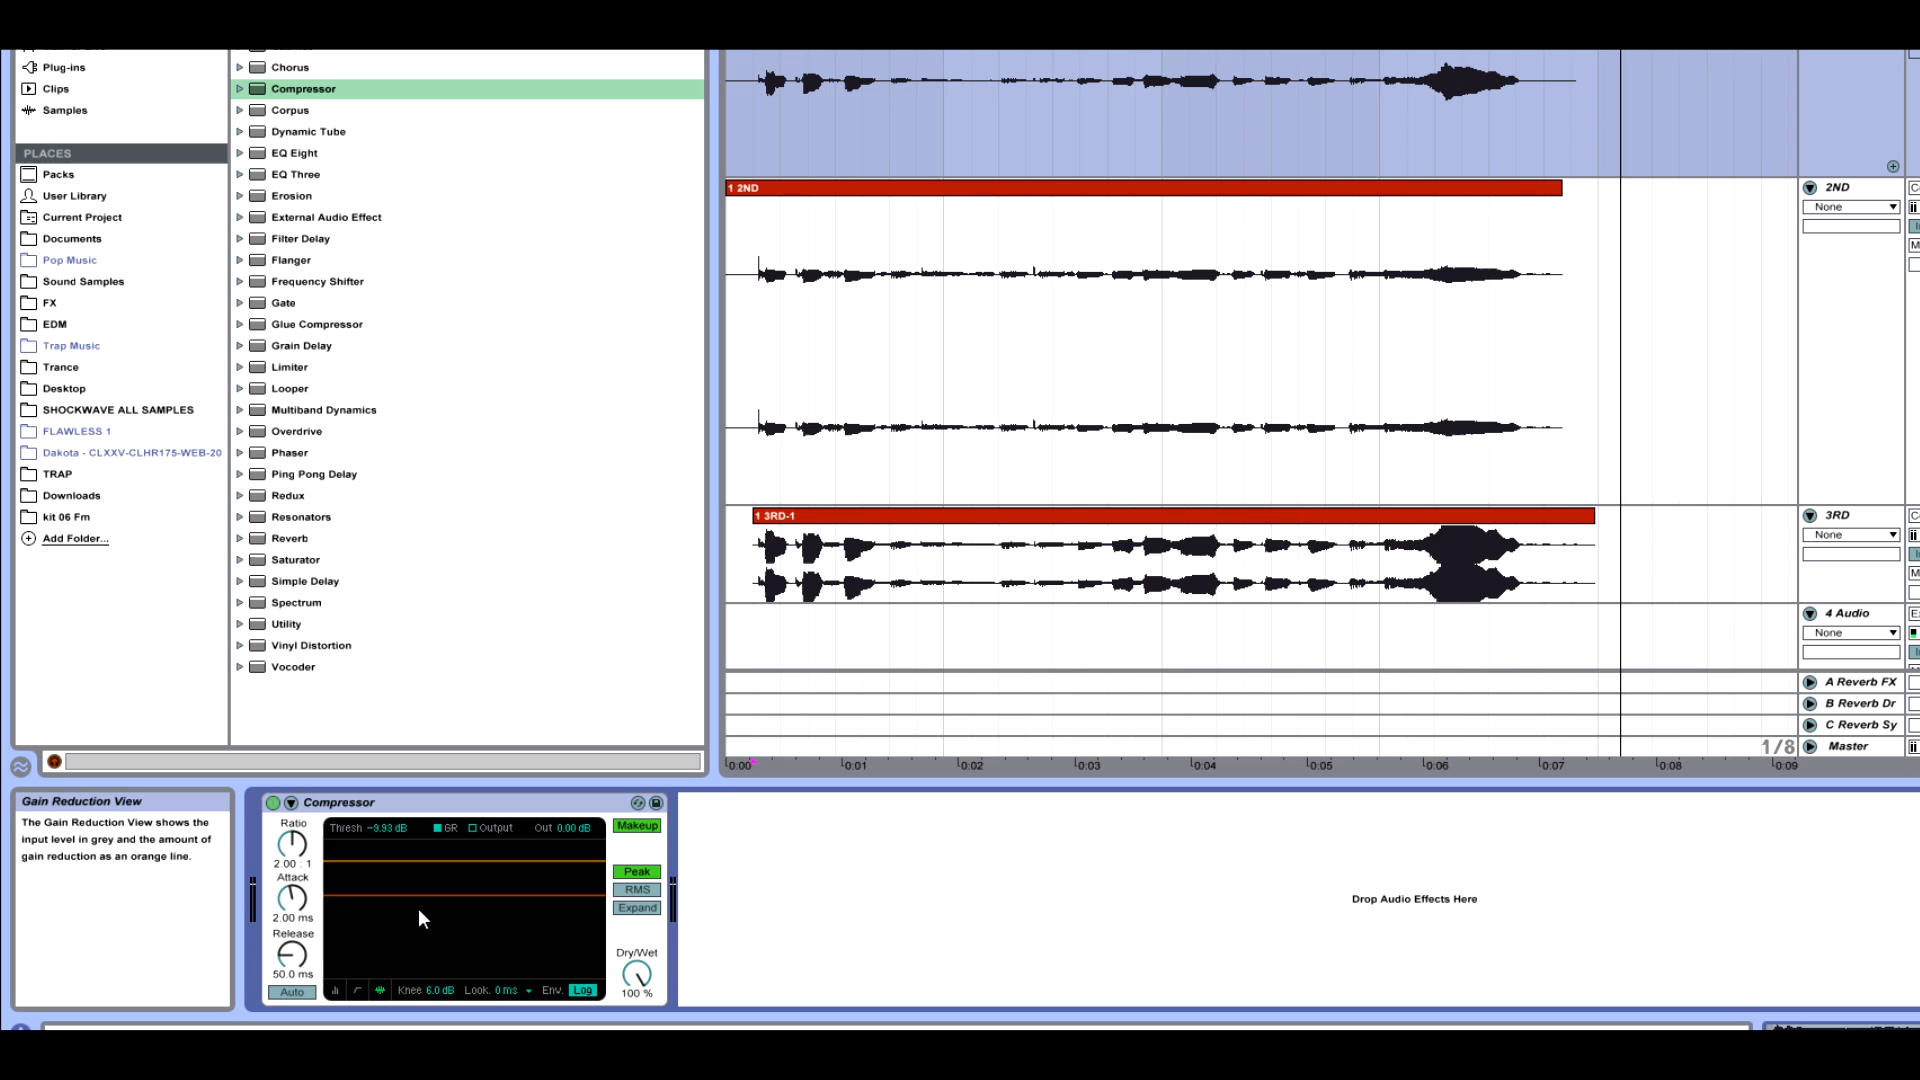 Plug-ins
Clips
Samples
PLACES
Packs
User Library
Current Project
Documents
Pop Music
Sound Samples
FX
EDM
Trap Music
Trance
Desktop
SHOCKWAVE ALL SAMPLES
FLAWLESS 1
Dakota - CLXXV-CLHR175-WEB-20
TRAP
Downloads
kit 06 Fm
Add Folder...
Chorus
Compressor
Corpus
Dynamic Tube
EQ Eight
EQ Three
Erosion
External Audio Effect
Filter Delay
Flanger
Frequency Shifter
Gate
Glue Compressor
Grain Delay
Limiter
Looper
Multiband Dynamics
Overdrive
Phaser
Ping Pong Delay
Redux
Resonators
Reverb
Saturator
Simple Delay
Spectrum
Utility
Vinyl Distortion
Vocoder
1 2ND
1 3RD-1
2ND
None
3RD
None
4 Audio
None
A Reverb FX
B Reverb Dr
C Reverb Sy
1/8
Master
0:00 0:01 0:02 0:03 0:04 0:05 0:06 0:07 0:08 0:09
Gain Reduction View
The Gain Reduction View shows the
input level in grey and the amount of
gain reduction as an orange line.
Compressor
Ratio
2.00 : 1
Attack
2.00 ms
Release
50.0 ms
Auto
Thresh -9.93 dB GR Output Out 0.00 dB
Knee 6.0 dB Look. 0 ms Env. Log
Makeup
Peak
RMS
Expand
Dry/Wet
100 %
Drop Audio Effects Here